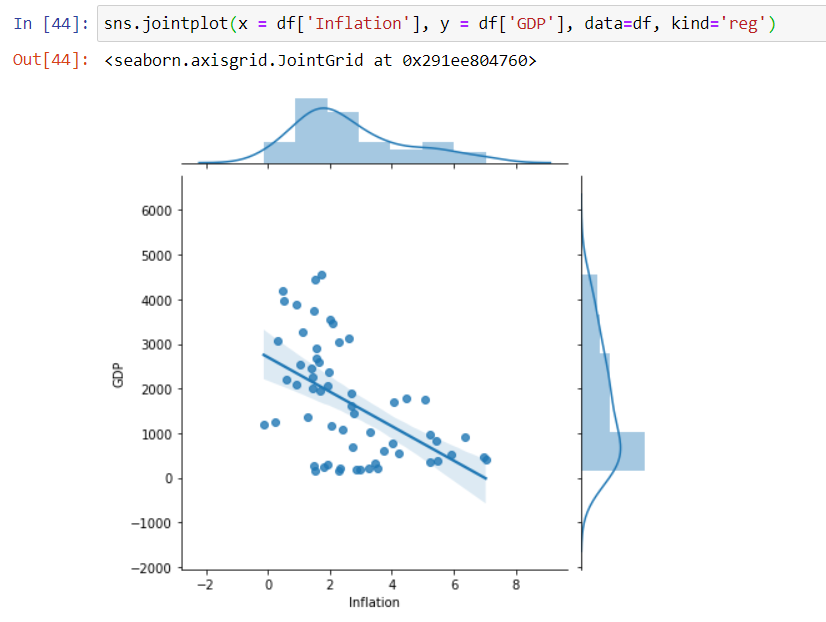 In [44]: sns.jointplot(x = df['Inflation'], y = df['GDP'], data=df, kind='reg')
Out[44]: <seaborn.axisgrid.JointGrid at 0x291ee804760>
6000
5000
4000
3000
2000
1000
0
−1000
−2000
GDP
−2 0 2 4 6 8
Inflation